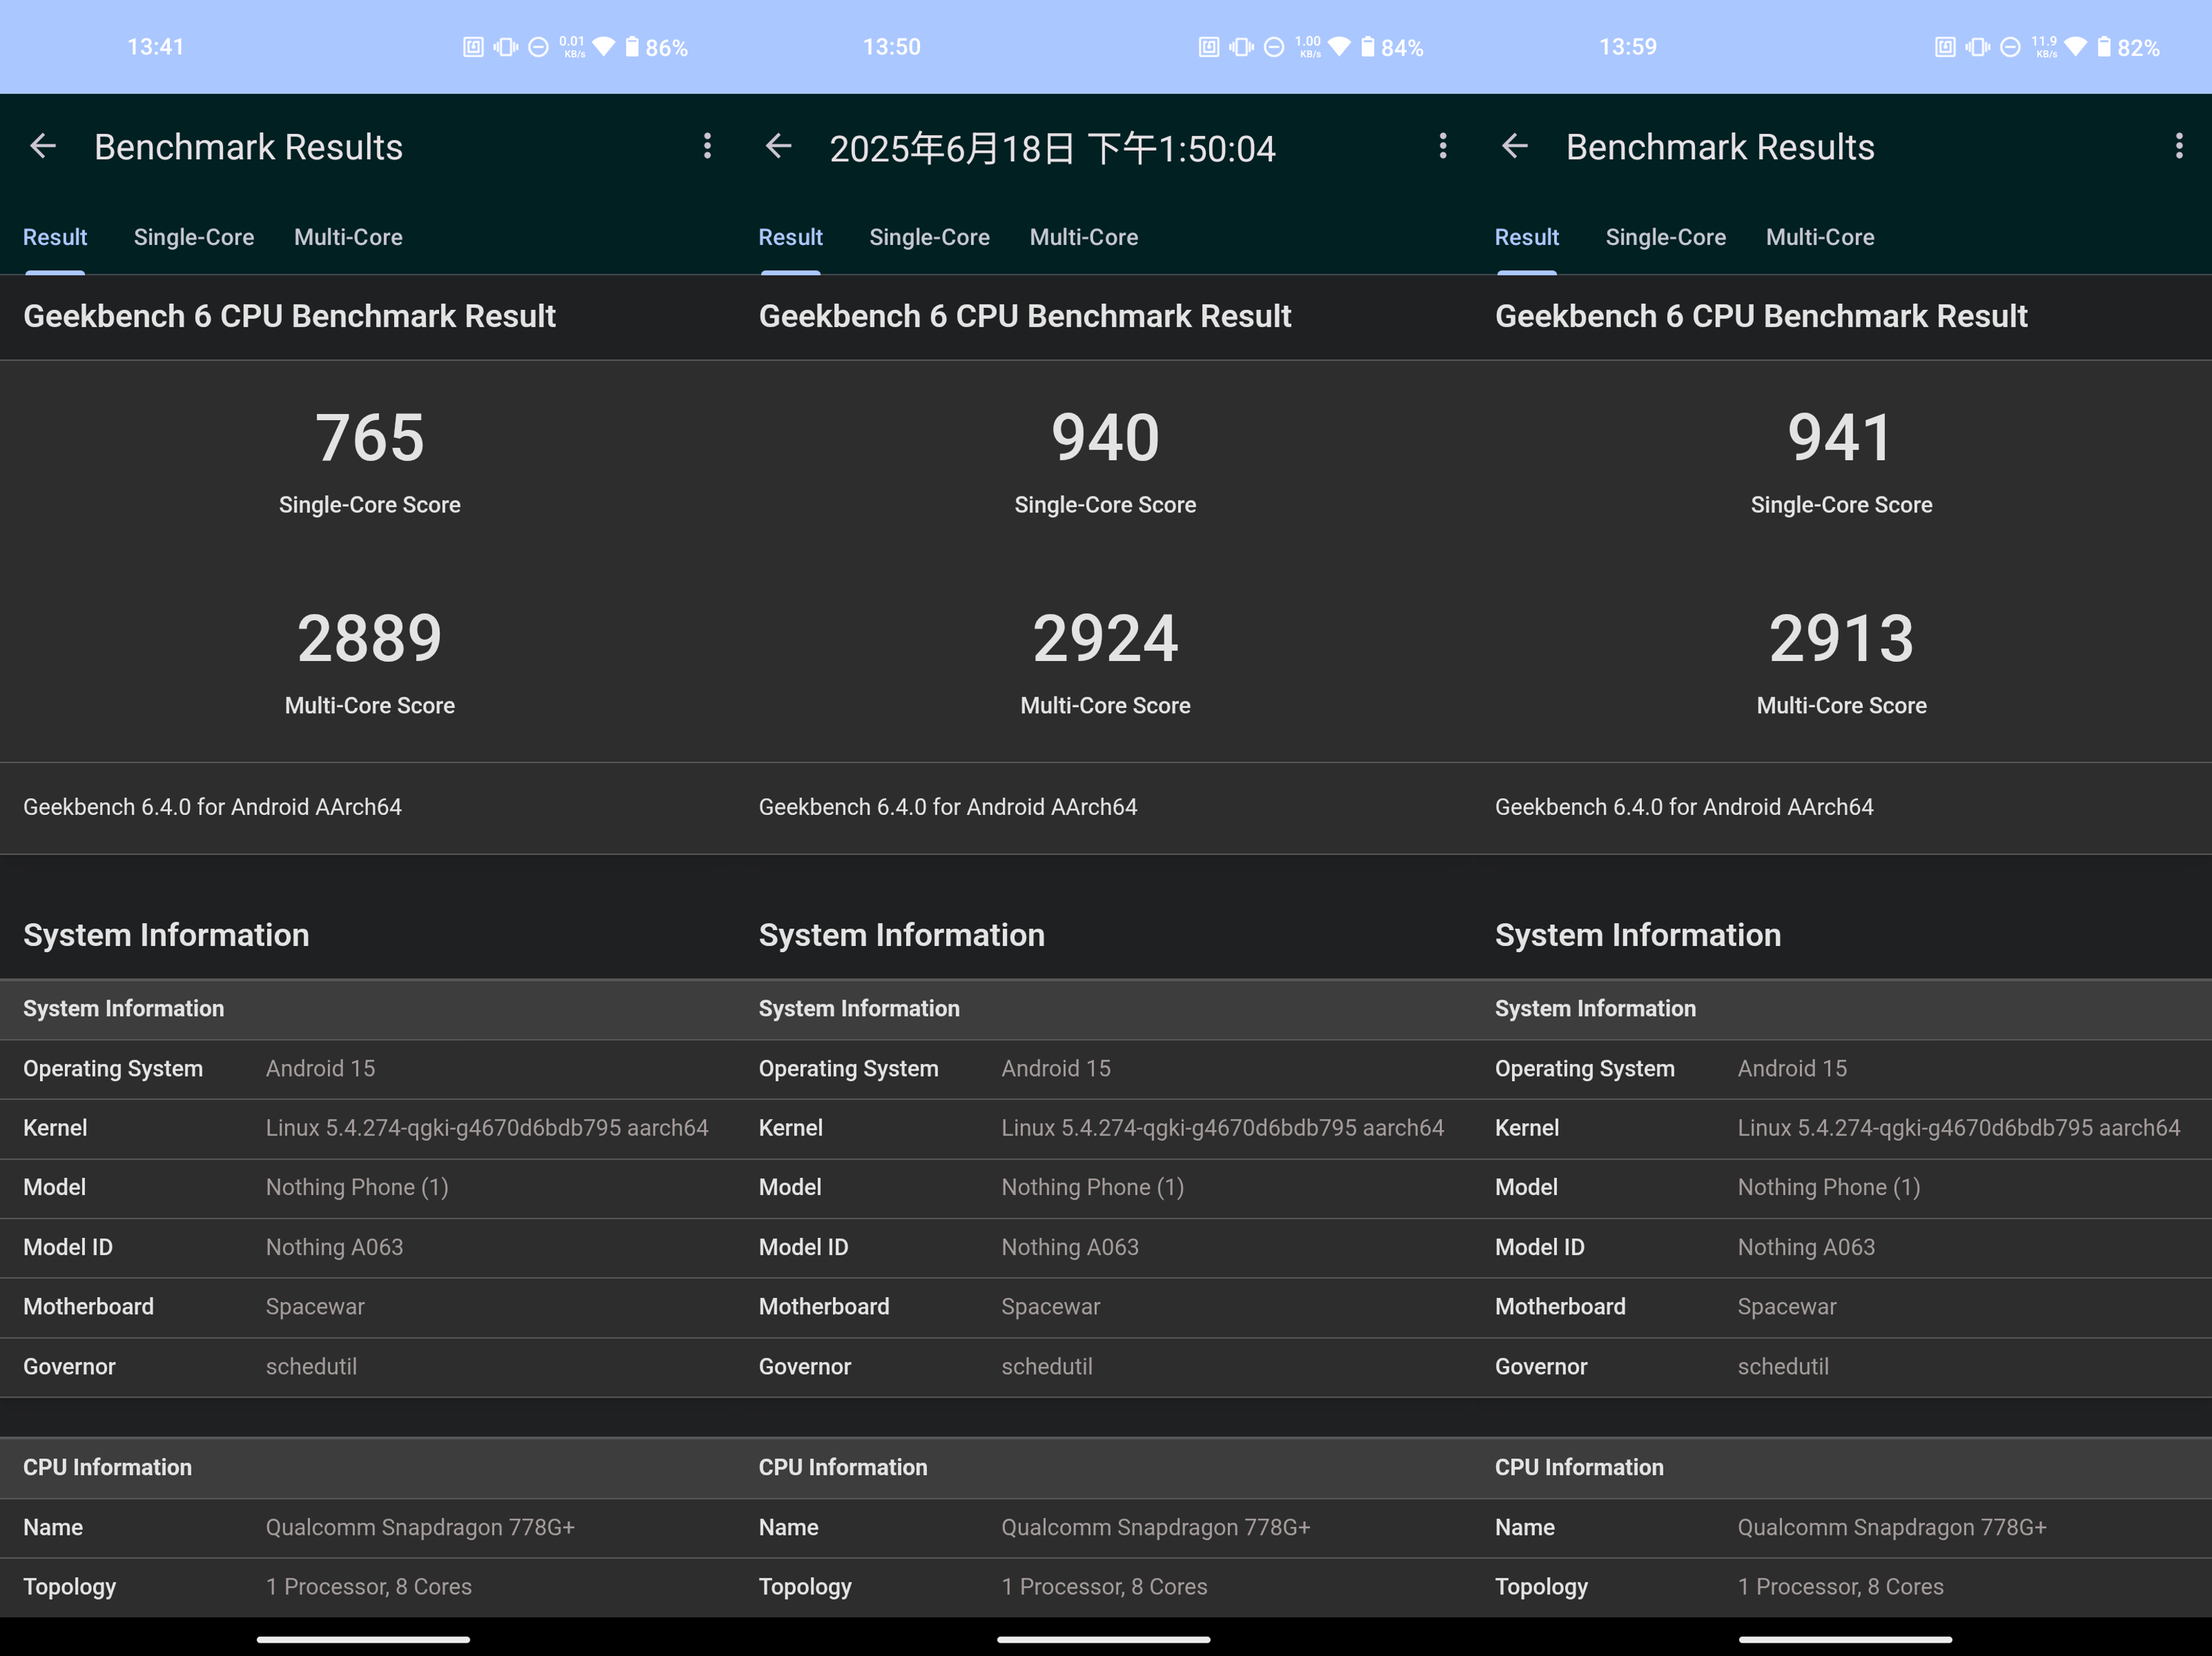 13:41 0.01 KB/s 86%
Benchmark Results
Result Single-Core Multi-Core
Geekbench 6 CPU Benchmark Result
765
Single-Core Score
2889
Multi-Core Score
Geekbench 6.4.0 for Android AArch64
System Information
System Information
Operating System Android 15
Kernel Linux 5.4.274-qgki-g4670d6bdb795 aarch64
Model Nothing Phone (1)
Model ID Nothing A063
Motherboard Spacewar
Governor schedutil
CPU Information
Name Qualcomm Snapdragon 778G+
Topology 1 Processor, 8 Cores
13:50 1.00 KB/s 84%
2025年6月18日 下午1:50:04
Result Single-Core Multi-Core
Geekbench 6 CPU Benchmark Result
940
Single-Core Score
2924
Multi-Core Score
Geekbench 6.4.0 for Android AArch64
System Information
System Information
Operating System Android 15
Kernel Linux 5.4.274-qgki-g4670d6bdb795 aarch64
Model Nothing Phone (1)
Model ID Nothing A063
Motherboard Spacewar
Governor schedutil
CPU Information
Name Qualcomm Snapdragon 778G+
Topology 1 Processor, 8 Cores
13:59 11.9 KB/s 82%
Benchmark Results
Result Single-Core Multi-Core
Geekbench 6 CPU Benchmark Result
941
Single-Core Score
2913
Multi-Core Score
Geekbench 6.4.0 for Android AArch64
System Information
System Information
Operating System Android 15
Kernel Linux 5.4.274-qgki-g4670d6bdb795 aarch64
Model Nothing Phone (1)
Model ID Nothing A063
Motherboard Spacewar
Governor schedutil
CPU Information
Name Qualcomm Snapdragon 778G+
Topology 1 Processor, 8 Cores